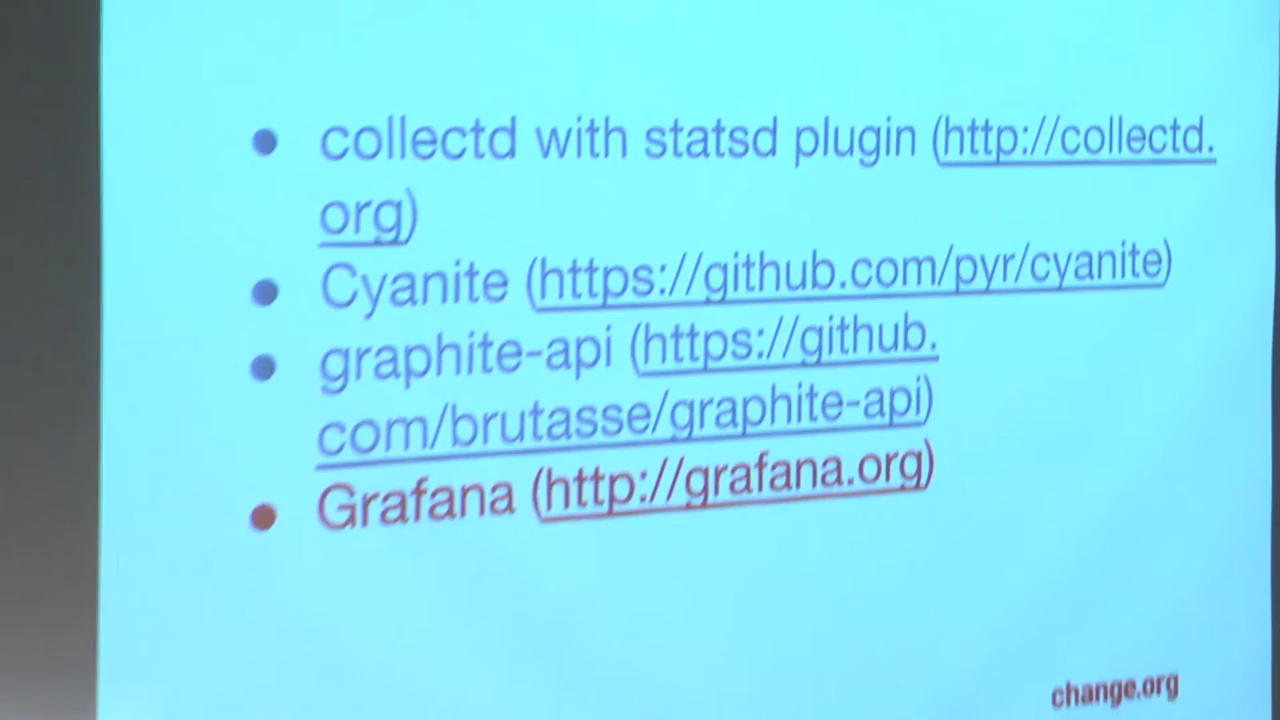 collectd with statsd plugin (http://collectd.
org)
Cyanite (https://github.com/pyr/cyanite)
graphite-api (https://github.
com/brutasse/graphite-api)
Grafana (http://grafana.org)
change.org